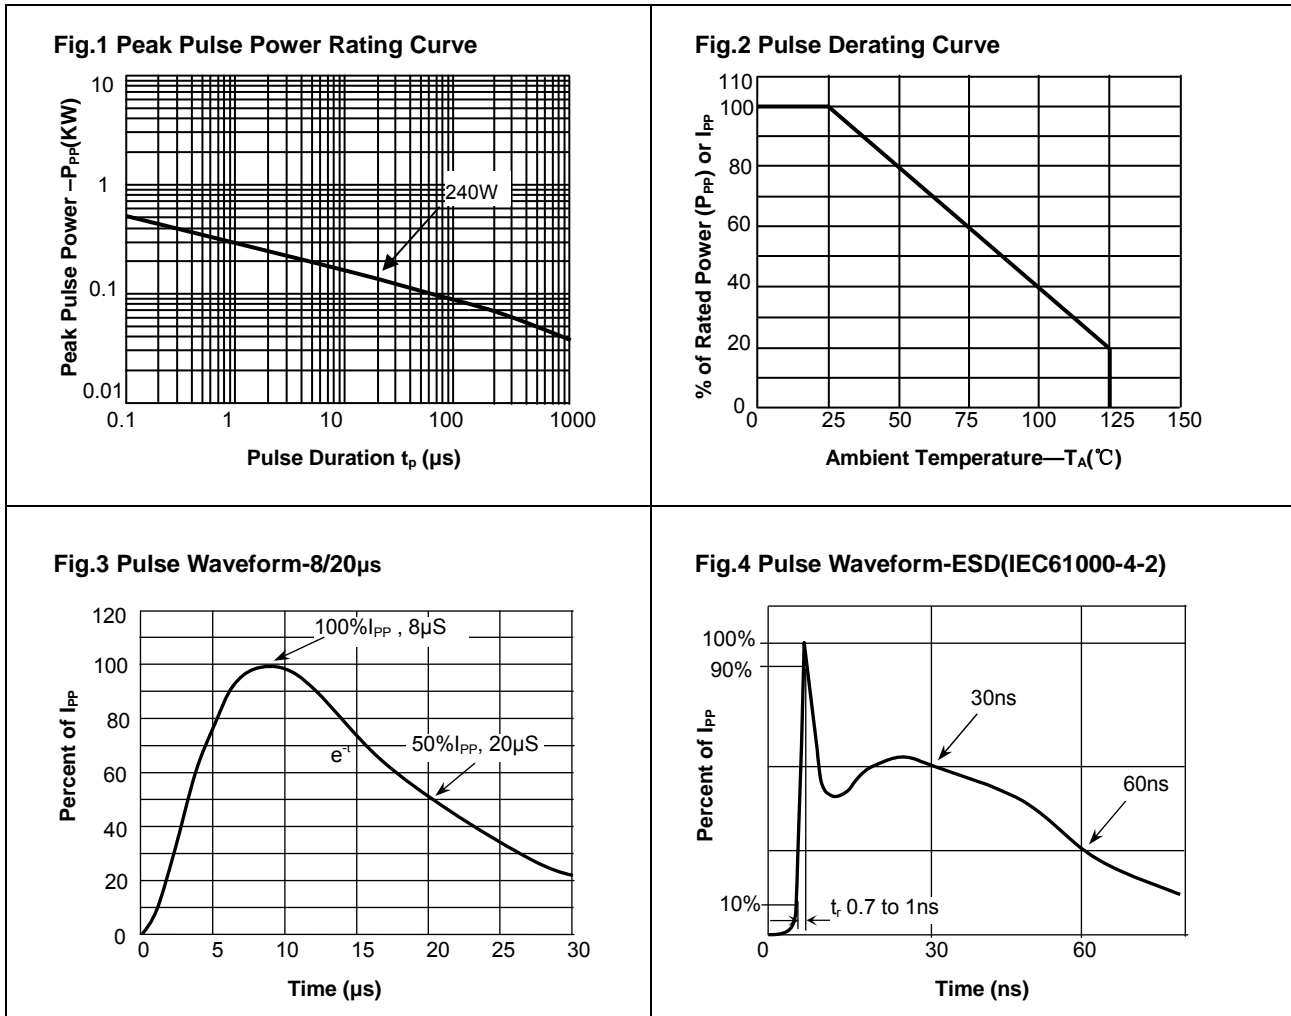 Fig.1 Peak Pulse Power Rating Curve
Peak Pulse Power –PPP(KW)
10
1
0.1
0.01
240W
0.1 1 10 100 1000
Pulse Duration tp (µs)
Fig.2 Pulse Derating Curve
% of Rated Power (PPP) or IPP
110
100
80
60
40
20
0
0 25 50 75 100 125 150
Ambient Temperature—TA(℃)
Fig.3 Pulse Waveform-8/20µs
Percent of IPP
120
100
80
60
40
20
0
100%IPP , 8µS
e-t
50%IPP, 20µS
0 5 10 15 20 25 30
Time (µs)
Fig.4 Pulse Waveform-ESD(IEC61000-4-2)
Percent of IPP
100%
90%
10%
30ns
60ns
tr 0.7 to 1ns
0 30 60
Time (ns)